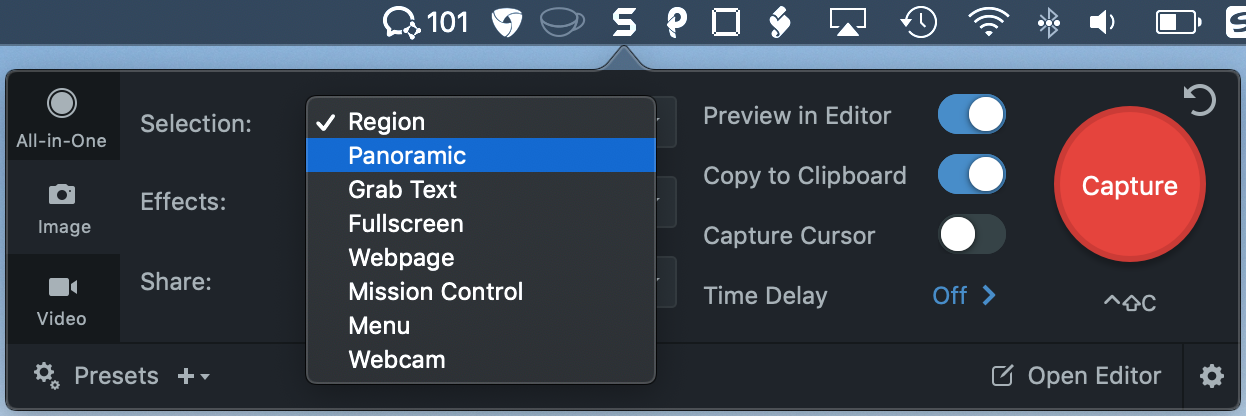 101
All-in-One
Image
Video
Selection:
Effects:
Share:
✓ Region
Panoramic
Grab Text
Fullscreen
Webpage
Mission Control
Menu
Webcam
Preview in Editor
Copy to Clipboard
Capture Cursor
Time Delay Off >
Capture
^⇧C
Presets +
Open Editor